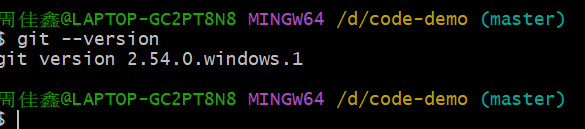 周佳鑫@LAPTOP-GC2PT8N8 MINGW64 /d/code-demo (master)
$ git --version
git version 2.54.0.windows.1
周佳鑫@LAPTOP-GC2PT8N8 MINGW64 /d/code-demo (master)
$